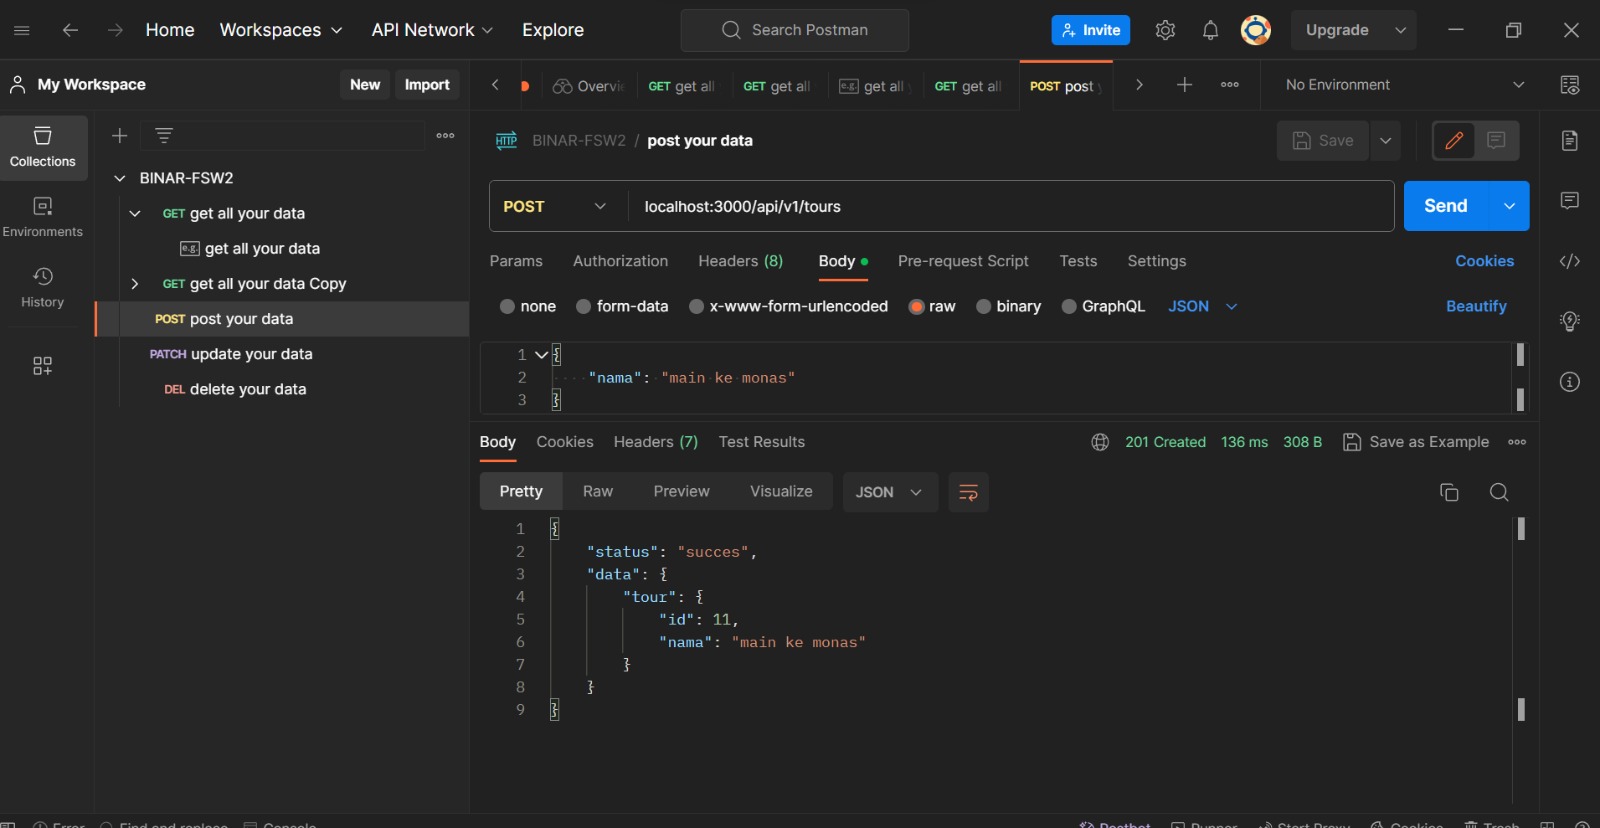 Home Workspaces API Network Explore Search Postman Invite Upgrade
My Workspace New Import
Overvi GET get all GET get all e.g. get all GET get all POST post No Environment
Collections
Environments
History
BINAR-FSW2
GET get all your data
e.g. get all your data
GET get all your data Copy
POST post your data
PATCH update your data
DEL delete your data
HTTP BINAR-FSW2 / post your data Save
POST localhost:3000/api/v1/tours Send
Params Authorization Headers (8) Body Pre-request Script Tests Settings Cookies
none form-data x-www-form-urlencoded raw binary GraphQL JSON Beautify
1 {
2 "nama": "main ke monas"
3 }
Body Cookies Headers (7) Test Results 201 Created 136 ms 308 B Save as Example
Pretty Raw Preview Visualize JSON
1 {
2 "status": "succes",
3 "data": {
4 "tour": {
5 "id": 11,
6 "nama": "main ke monas"
7 }
8 }
9 }
Error Find and replace Console Postbot Runner Start Proxy Cookies Trash